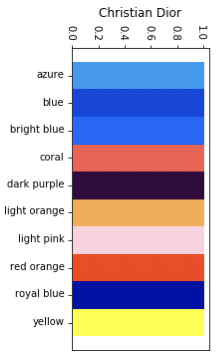 Christian Dior
0.0 0.2 0.4 0.6 0.8 1.0
azure
blue
bright blue
coral
dark purple
light orange
light pink
red orange
royal blue
yellow